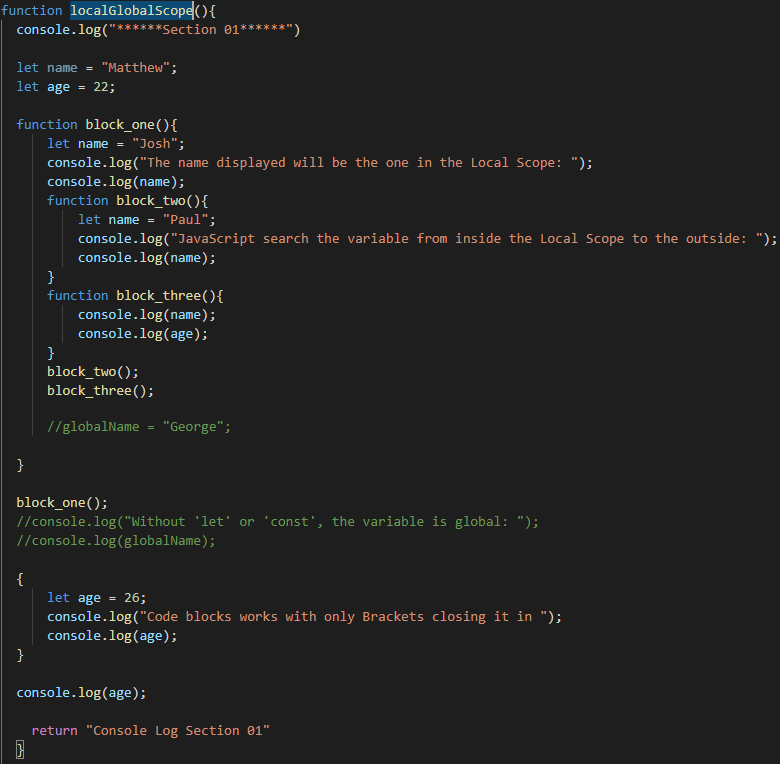 function localGlobalScope(){
console.log("******Section 01******")
let name = "Matthew";
let age = 22;
function block_one(){
let name = "Josh";
console.log("The name displayed will be the one in the Local Scope: ");
console.log(name);
function block_two(){
let name = "Paul";
console.log("JavaScript search the variable from inside the Local Scope to the outside: ");
console.log(name);
}
function block_three(){
console.log(name);
console.log(age);
}
block_two();
block_three();
//globalName = "George";
}
block_one();
//console.log("Without 'let' or 'const', the variable is global: ");
//console.log(globalName);
{
let age = 26;
console.log("Code blocks works with only Brackets closing it in ");
console.log(age);
}
console.log(age);
return "Console Log Section 01"
}